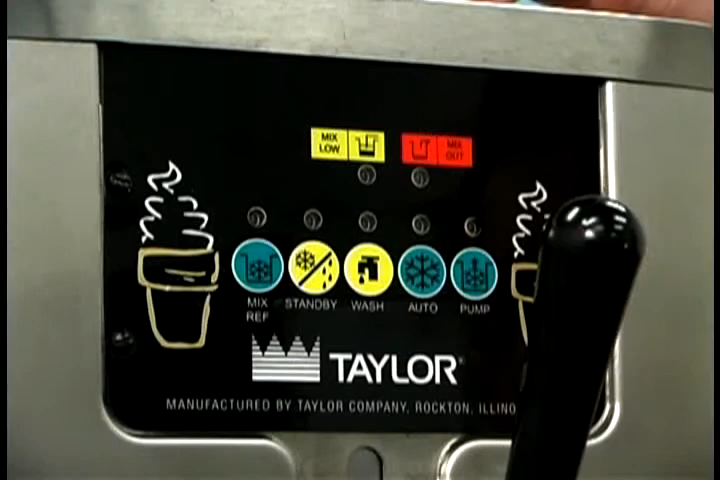 MIX LOW
MIX OUT
MIX REF
STANDBY
WASH
AUTO
PUMP
TAYLOR
MANUFACTURED BY TAYLOR COMPANY, ROCKTON, ILLINO